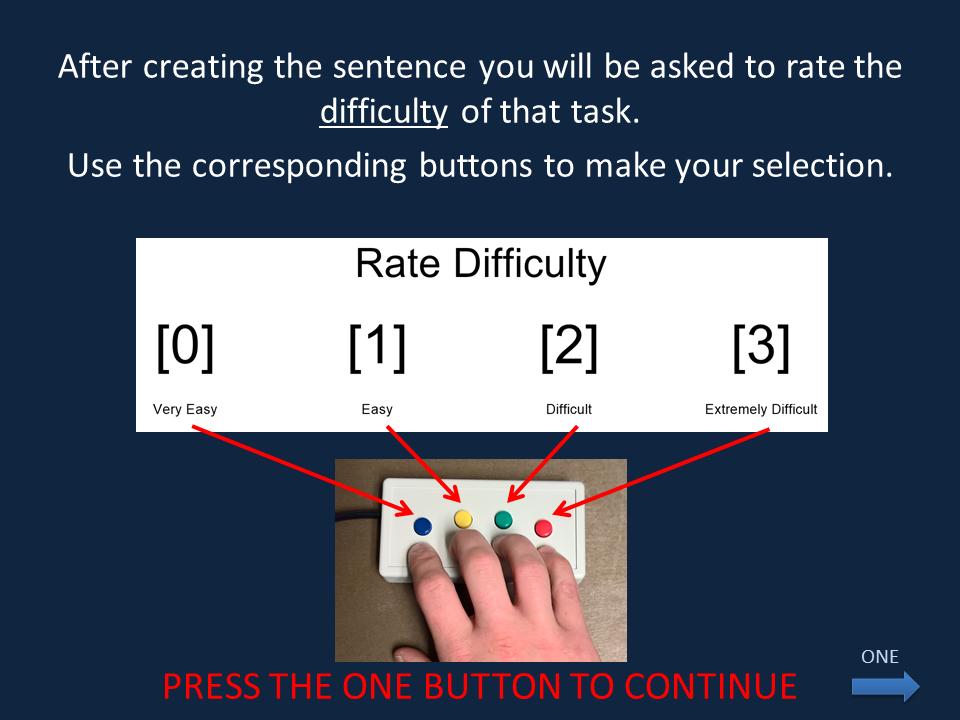 After creating the sentence you will be asked to rate the
difficulty of that task.
Use the corresponding buttons to make your selection.
Rate Difficulty
[0] [1] [2] [3]
Very Easy Easy Difficult Extremely Difficult
ONE
PRESS THE ONE BUTTON TO CONTINUE